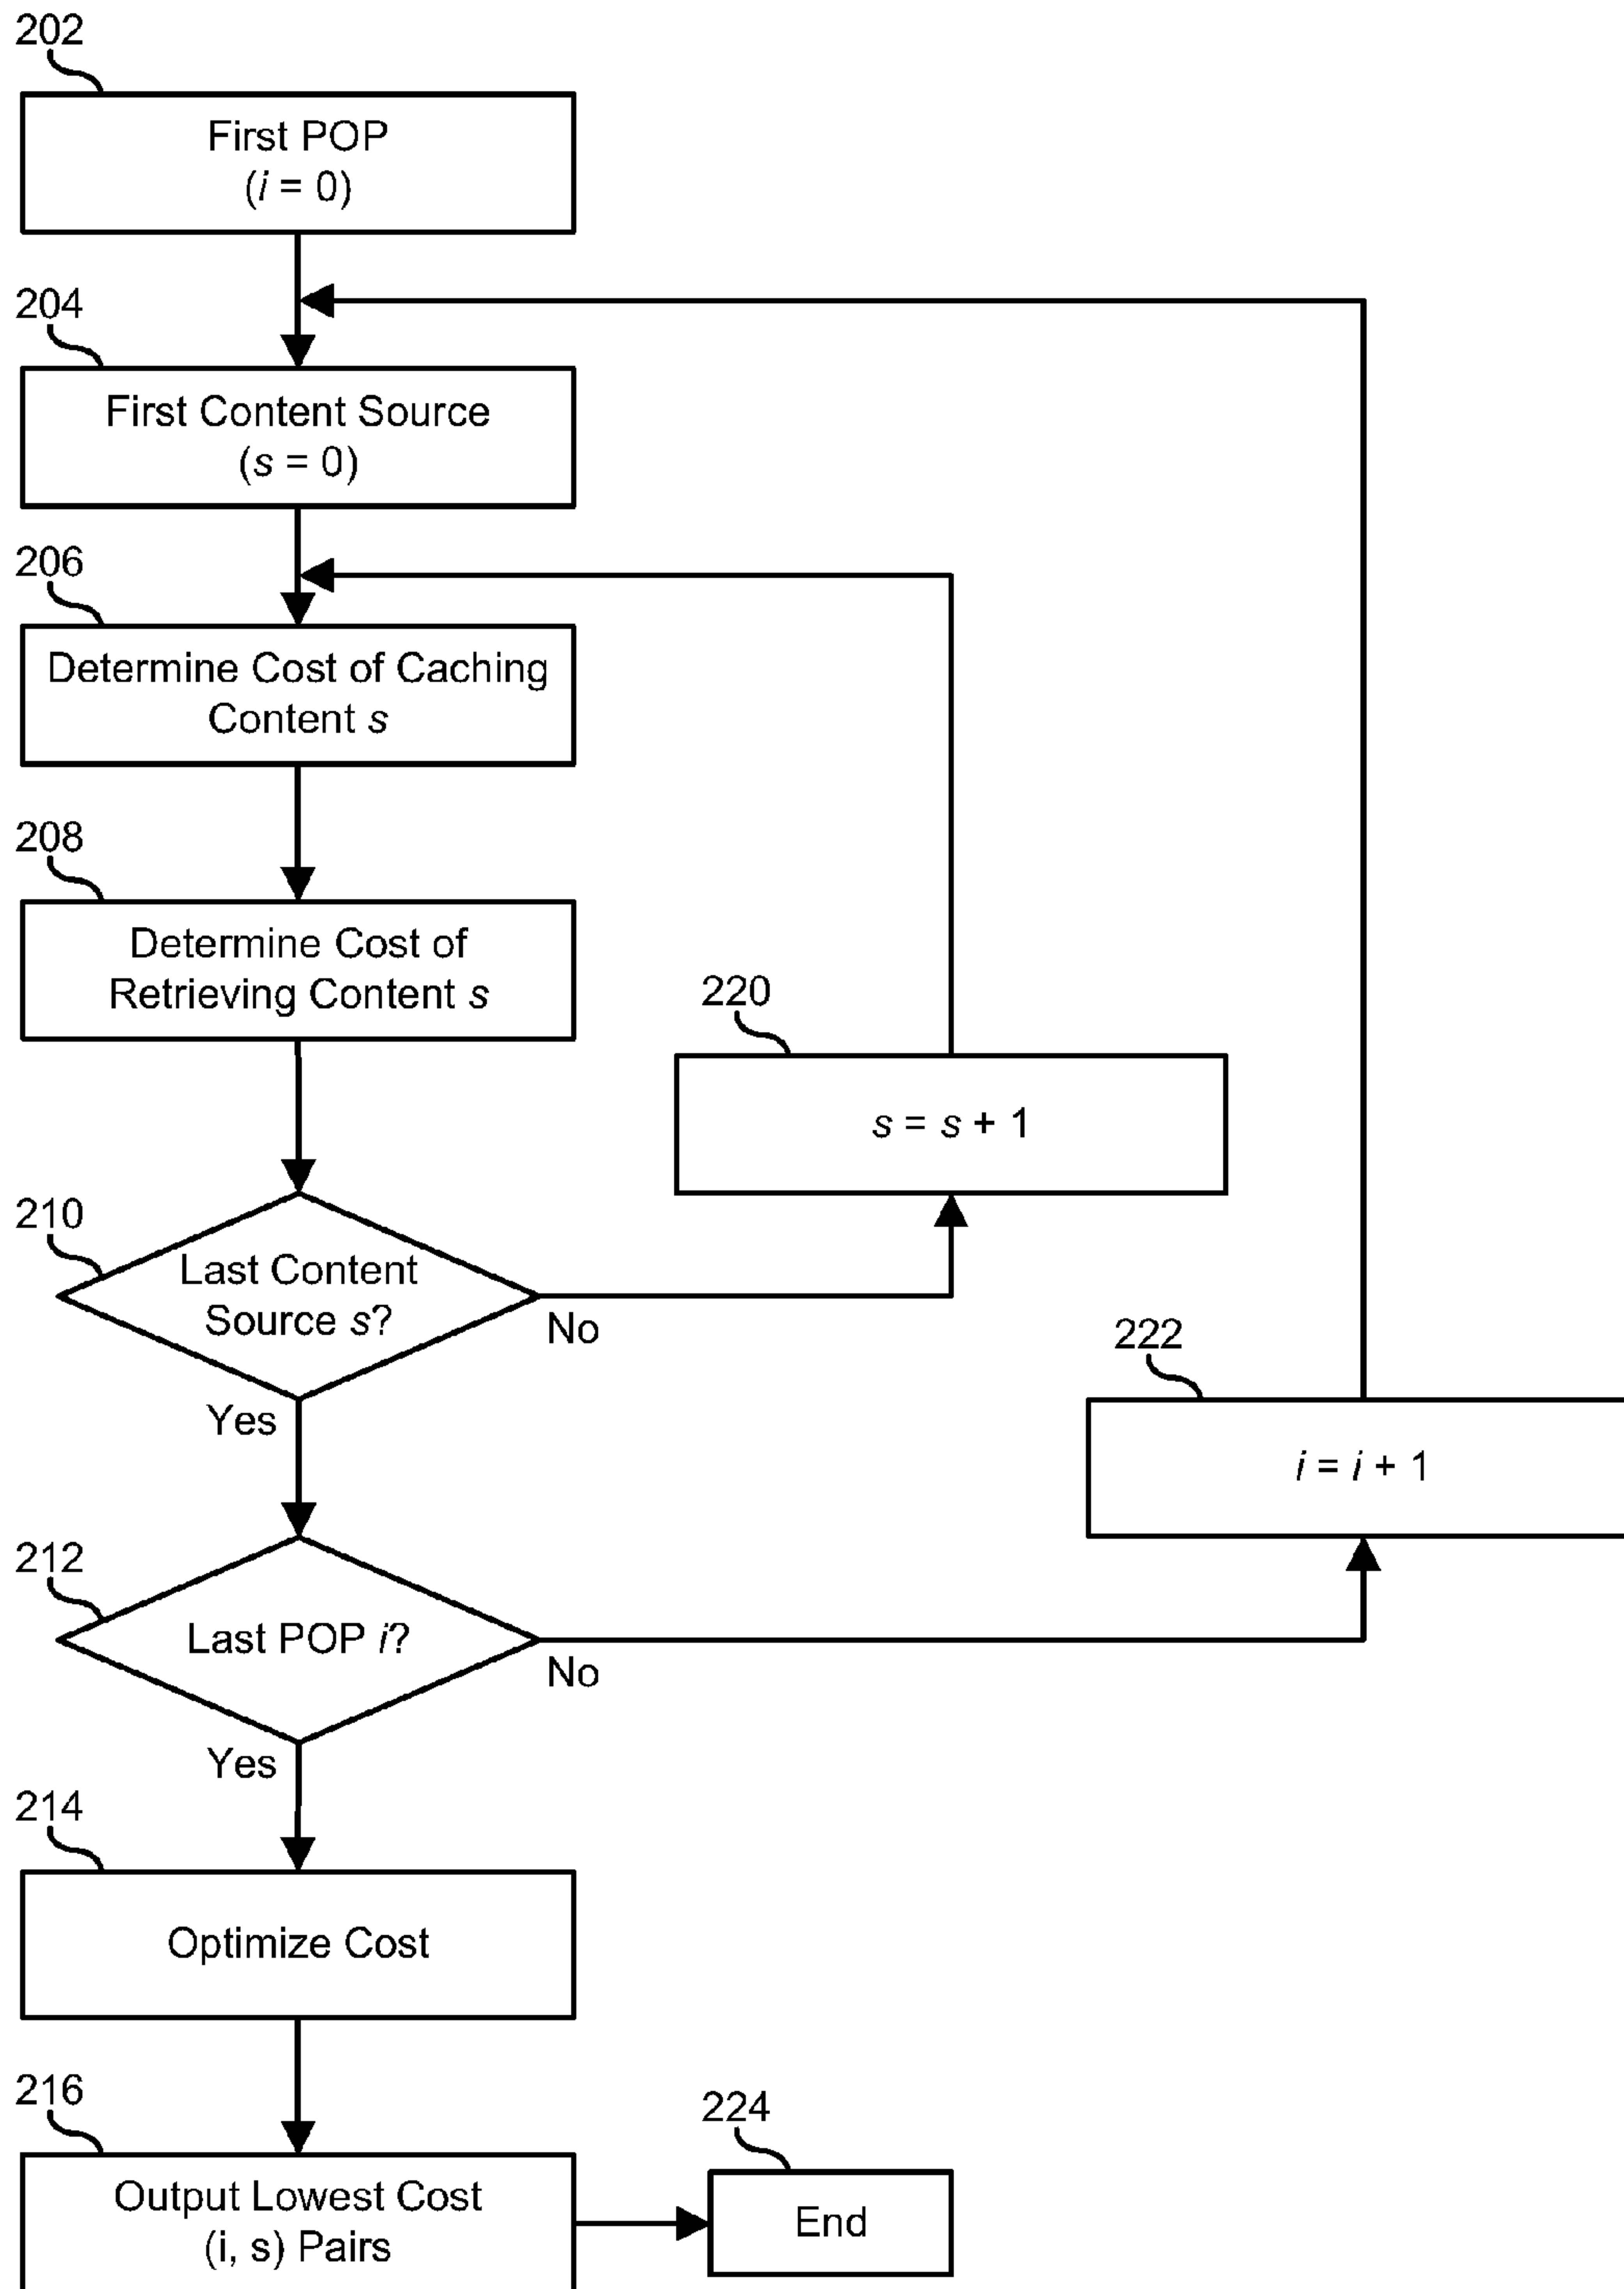 202
First POP
(i = 0)
204
First Content Source
(s = 0)
206
Determine Cost of Caching
Content s
208
Determine Cost of
Retrieving Content s
220
s = s + 1
210
Last Content
Source s?
No
Yes
222
i = i + 1
212
Last POP i?
No
Yes
214
Optimize Cost
216
Output Lowest Cost
(i, s) Pairs
224
End